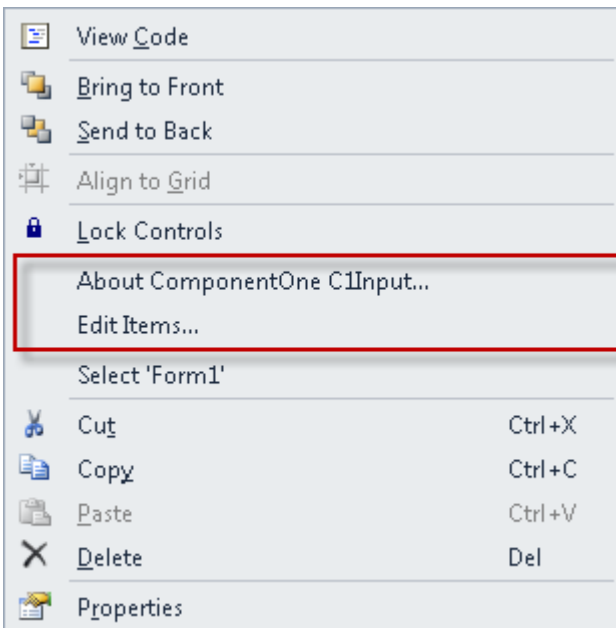 View Code
Bring to Front
Send to Back
Align to Grid
Lock Controls
About ComponentOne C1Input...
Edit Items...
Select 'Form1'
Cut Ctrl+X
Copy Ctrl+C
Paste Ctrl+V
Delete Del
Properties